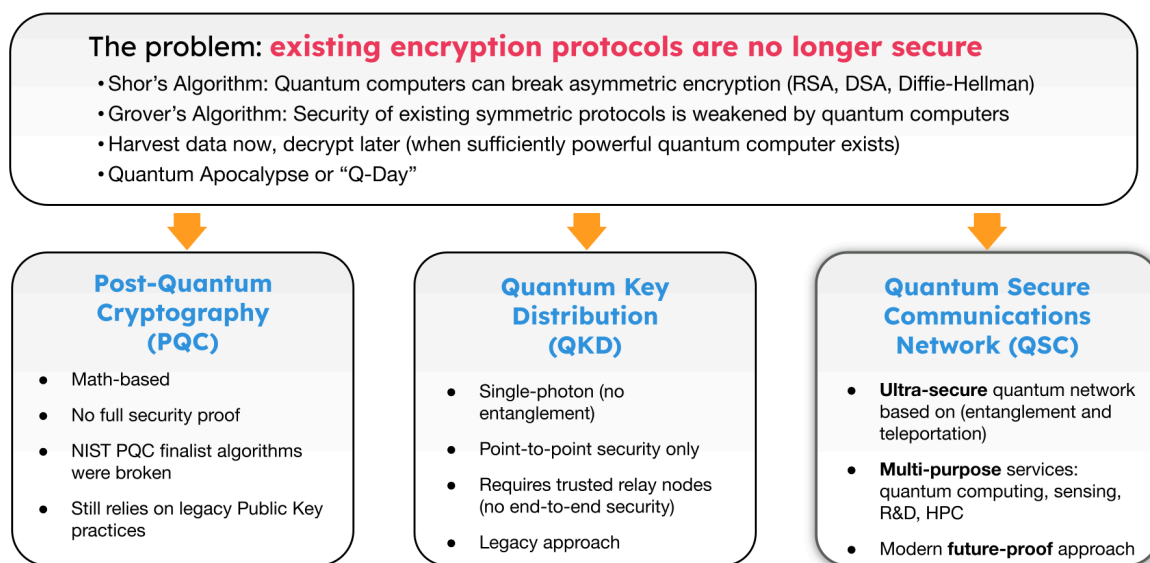 The problem: existing encryption protocols are no longer secure
• Shor's Algorithm: Quantum computers can break asymmetric encryption (RSA, DSA, Diffie-Hellman)
• Grover's Algorithm: Security of existing symmetric protocols is weakened by quantum computers
• Harvest data now, decrypt later (when sufficiently powerful quantum computer exists)
• Quantum Apocalypse or “Q-Day”
Post-Quantum
Cryptography
(PQC)
● Math-based
● No full security proof
● NIST PQC finalist algorithms
were broken
● Still relies on legacy Public Key
practices
Quantum Key
Distribution
(QKD)
● Single-photon (no
entanglement)
● Point-to-point security only
● Requires trusted relay nodes
(no end-to-end security)
● Legacy approach
Quantum Secure
Communications
Network (QSC)
● Ultra-secure quantum network
based on (entanglement and
teleportation)
● Multi-purpose services:
quantum computing, sensing,
R&D, HPC
● Modern future-proof approach